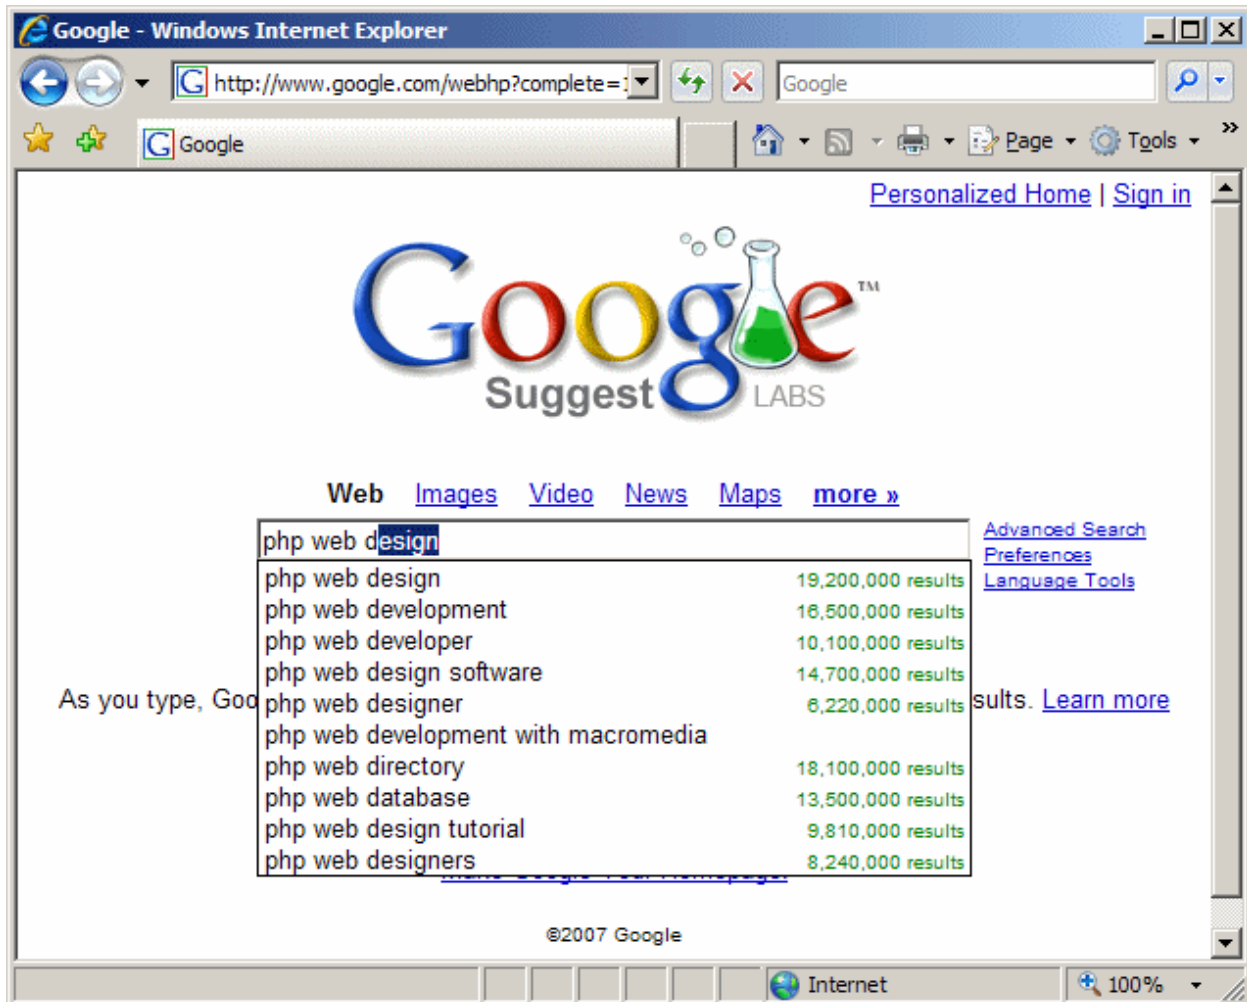 Google - Windows Internet Explorer
http://www.google.com/webhp?complete=
Google
Google
Page
Tools
»
Personalized Home | Sign in
Google™
Suggest LABS
Web Images Video News Maps more »
php web design
Advanced Search
Preferences
Language Tools
php web design 19,200,000 results
php web development 16,500,000 results
php web developer 10,100,000 results
php web design software 14,700,000 results
php web designer 6,220,000 results
php web development with macromedia
php web directory 18,100,000 results
php web database 13,500,000 results
php web design tutorial 9,810,000 results
php web designers 8,240,000 results
As you type, Goo sults. Learn more
©2007 Google
Internet
100%